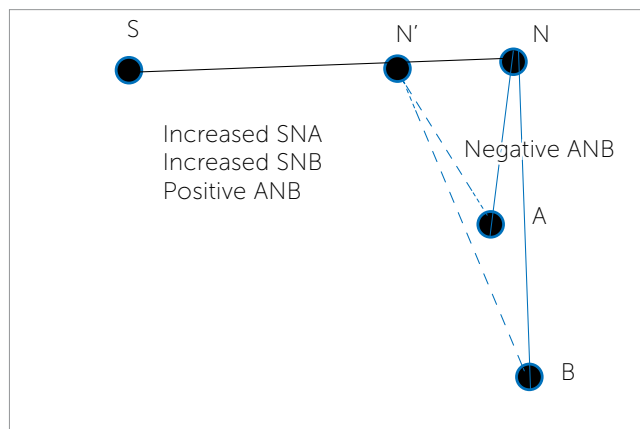 S
N’
N
Increased SNA
Increased SNB
Positive ANB
Negative ANB
A
B